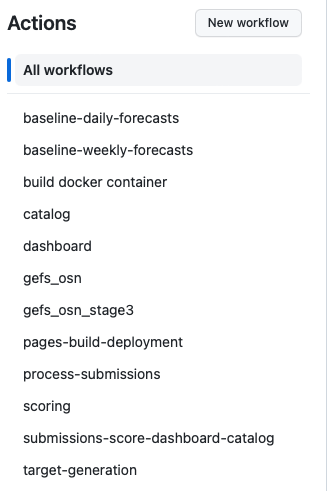 Actions
New workflow
All workflows
baseline-daily-forecasts
baseline-weekly-forecasts
build docker container
catalog
dashboard
gefs_osn
gefs_osn_stage3
pages-build-deployment
process-submissions
scoring
submissions-score-dashboard-catalog
target-generation